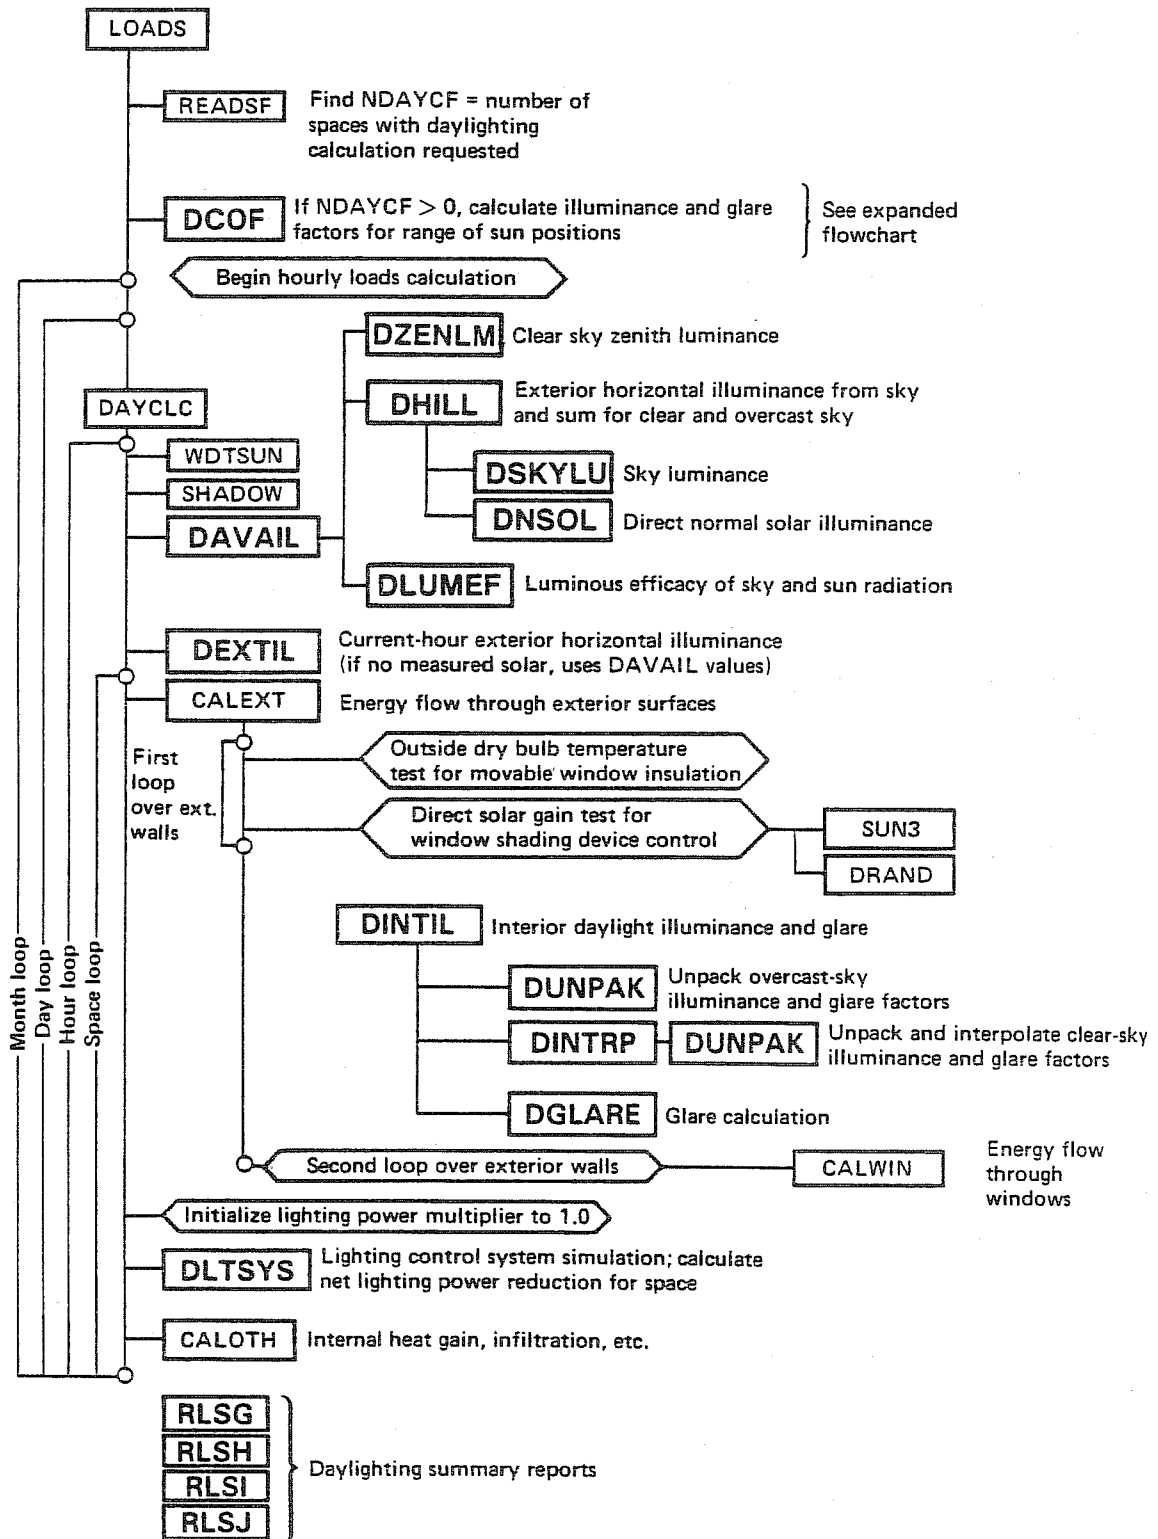 LOADS
READSF
Find NDAYCF = number of
spaces with daylighting
calculation requested
DCOF
If NDAYCF > 0, calculate illuminance and glare
factors for range of sun positions
See expanded
flowchart
Begin hourly loads calculation
DZENLM
Clear sky zenith luminance
DAYCLC
DHILL
Exterior horizontal illuminance from sky
and sum for clear and overcast sky
WDTSUN
DSKYLU
Sky luminance
SHADOW
DNSOL
Direct normal solar illuminance
DAVAIL
DLUMEF
Luminous efficacy of sky and sun radiation
DEXTIL
Current-hour exterior horizontal illuminance
(if no measured solar, uses DAVAIL values)
CALEXT
Energy flow through exterior surfaces
First
loop
over ext.
walls
Outside dry bulb temperature
test for movable window insulation
Direct solar gain test for
window shading device control
SUN3
DRAND
DINTIL
Interior daylight illuminance and glare
DUNPAK
Unpack overcast-sky
illuminance and glare factors
DINTRP
DUNPAK
Unpack and interpolate clear-sky
illuminance and glare factors
DGLARE
Glare calculation
Month loop
Day loop
Hour loop
Space loop
Second loop over exterior walls
CALWIN
Energy flow
through
windows
Initialize lighting power multiplier to 1.0
DLTSYS
Lighting control system simulation; calculate
net lighting power reduction for space
CALOTH
Internal heat gain, infiltration, etc.
RLSG
RLSH
RLSI
RLSJ
Daylighting summary reports